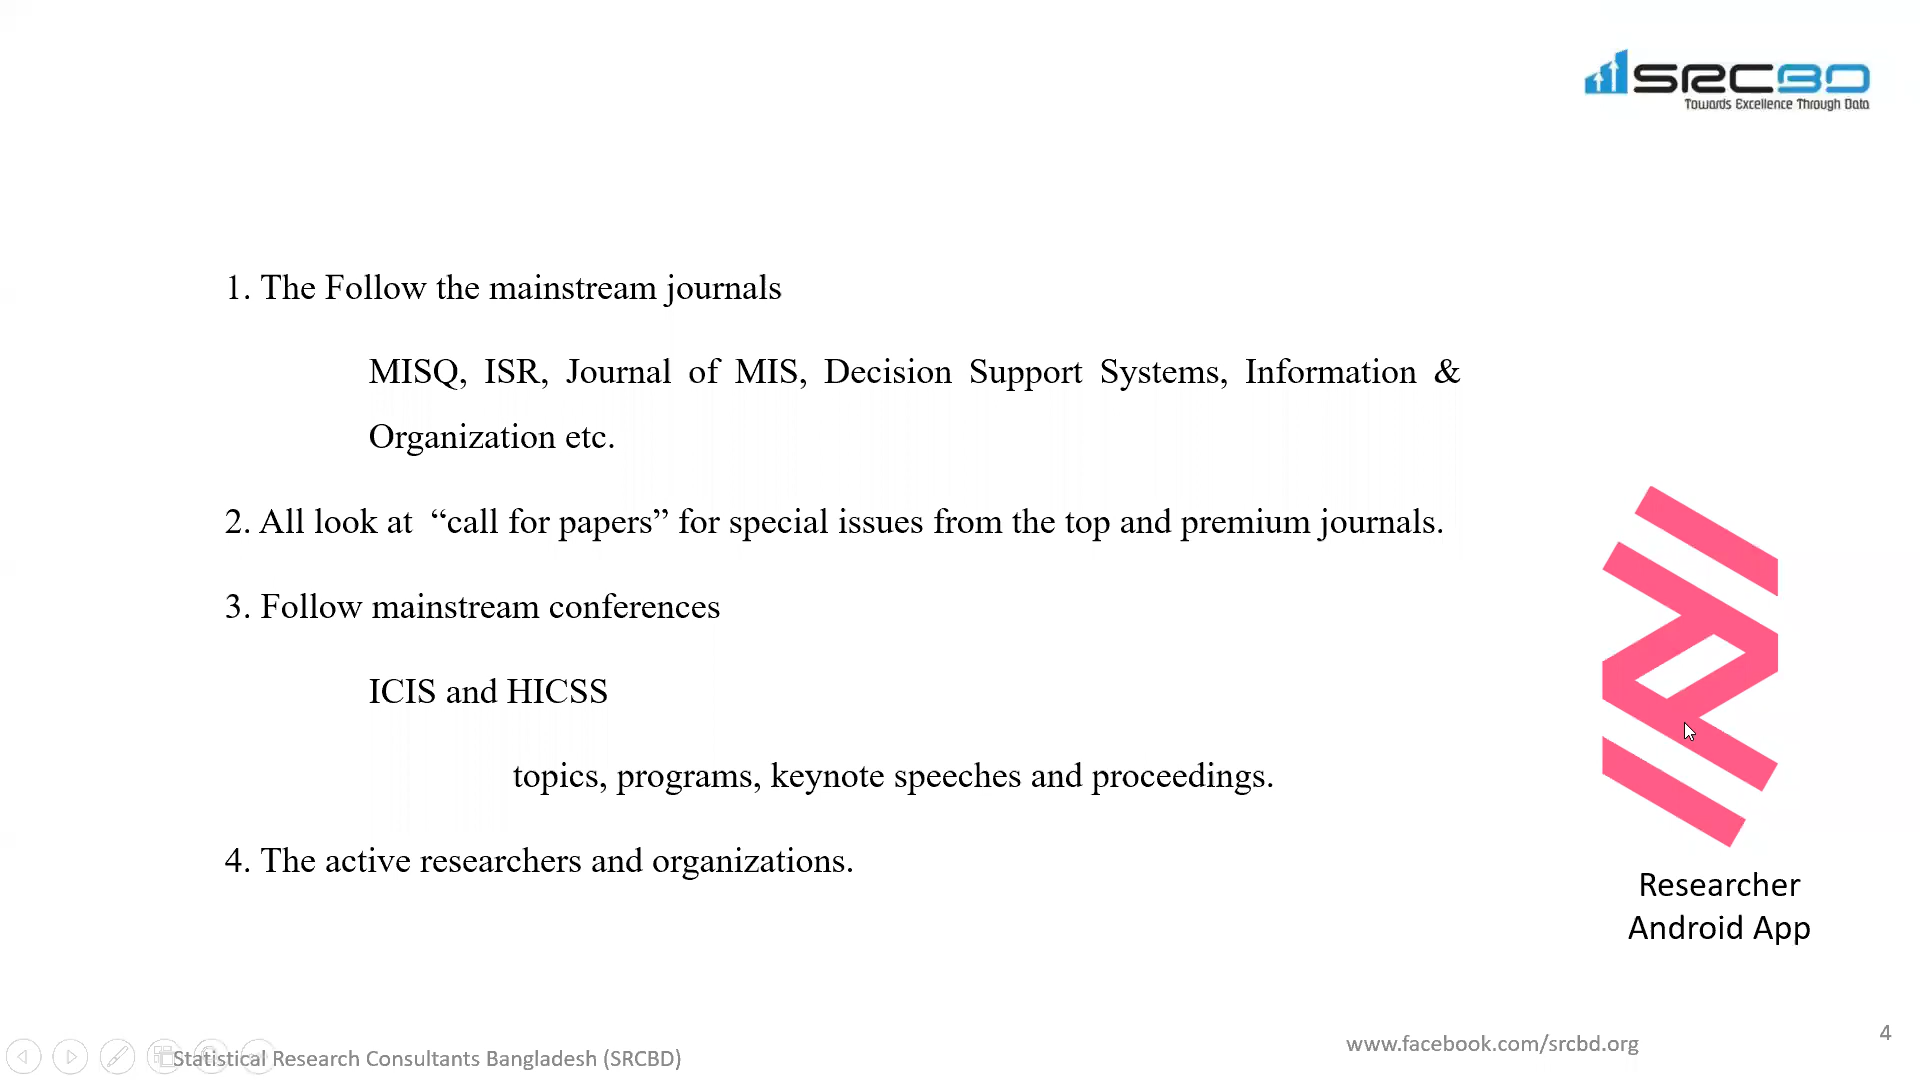 SRCBD
Towards Excellence Through Data
1. The Follow the mainstream journals
MISQ, ISR, Journal of MIS, Decision Support Systems, Information &
Organization etc.
2. All look at “call for papers” for special issues from the top and premium journals.
3. Follow mainstream conferences
ICIS and HICSS
topics, programs, keynote speeches and proceedings.
4. The active researchers and organizations.
Researcher
Android App
Statistical Research Consultants Bangladesh (SRCBD)
www.facebook.com/srcbd.org
4